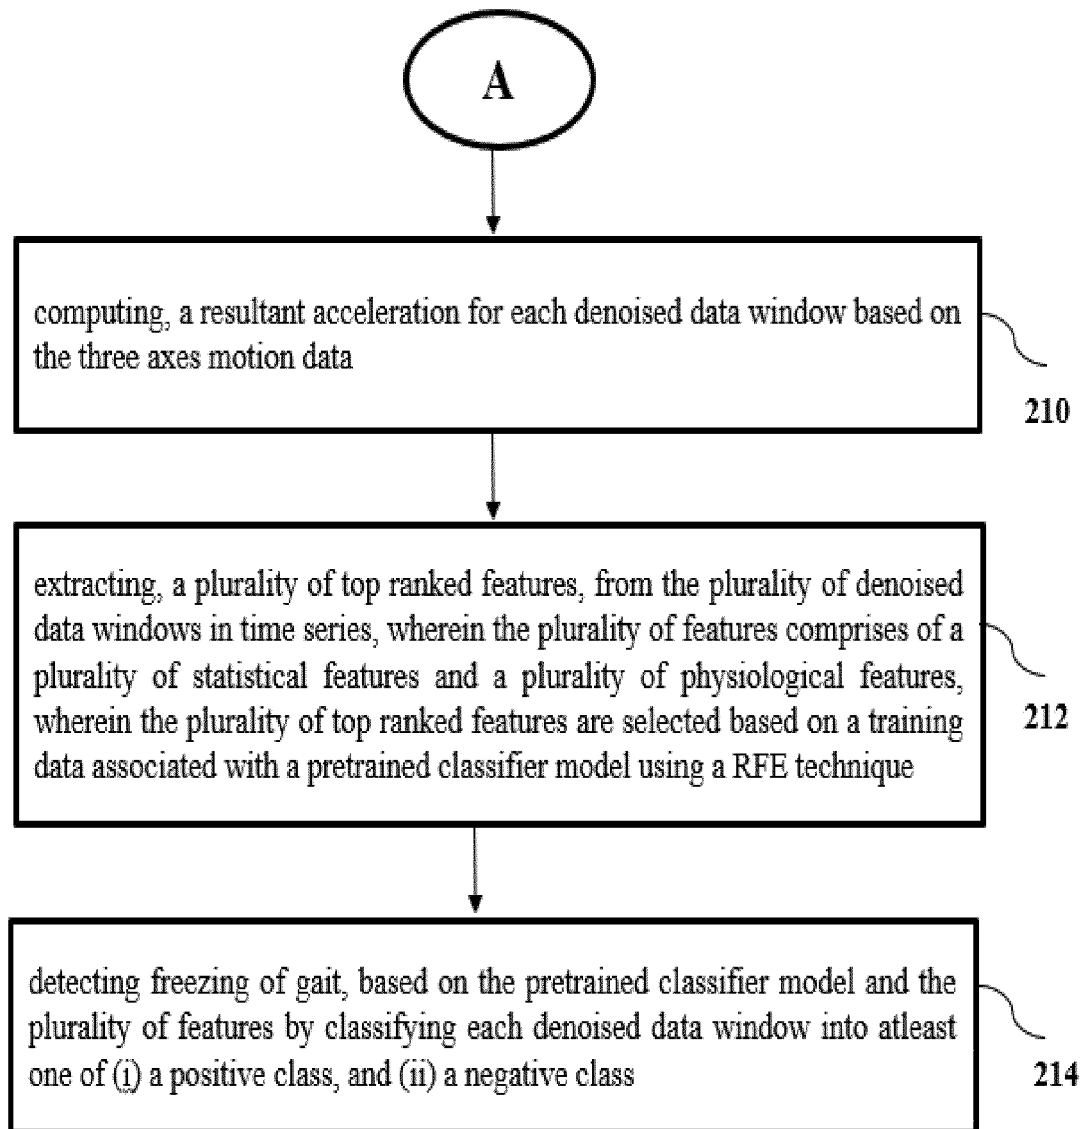 A
computing, a resultant acceleration for each denoised data window based on
the three axes motion data
210
extracting, a plurality of top ranked features, from the plurality of denoised
data windows in time series, wherein the plurality of features comprises of a
plurality of statistical features and a plurality of physiological features,
wherein the plurality of top ranked features are selected based on a training
data associated with a pretrained classifier model using a RFE technique
212
detecting freezing of gait, based on the pretrained classifier model and the
plurality of features by classifying each denoised data window into atleast
one of (i) a positive class, and (ii) a negative class
214